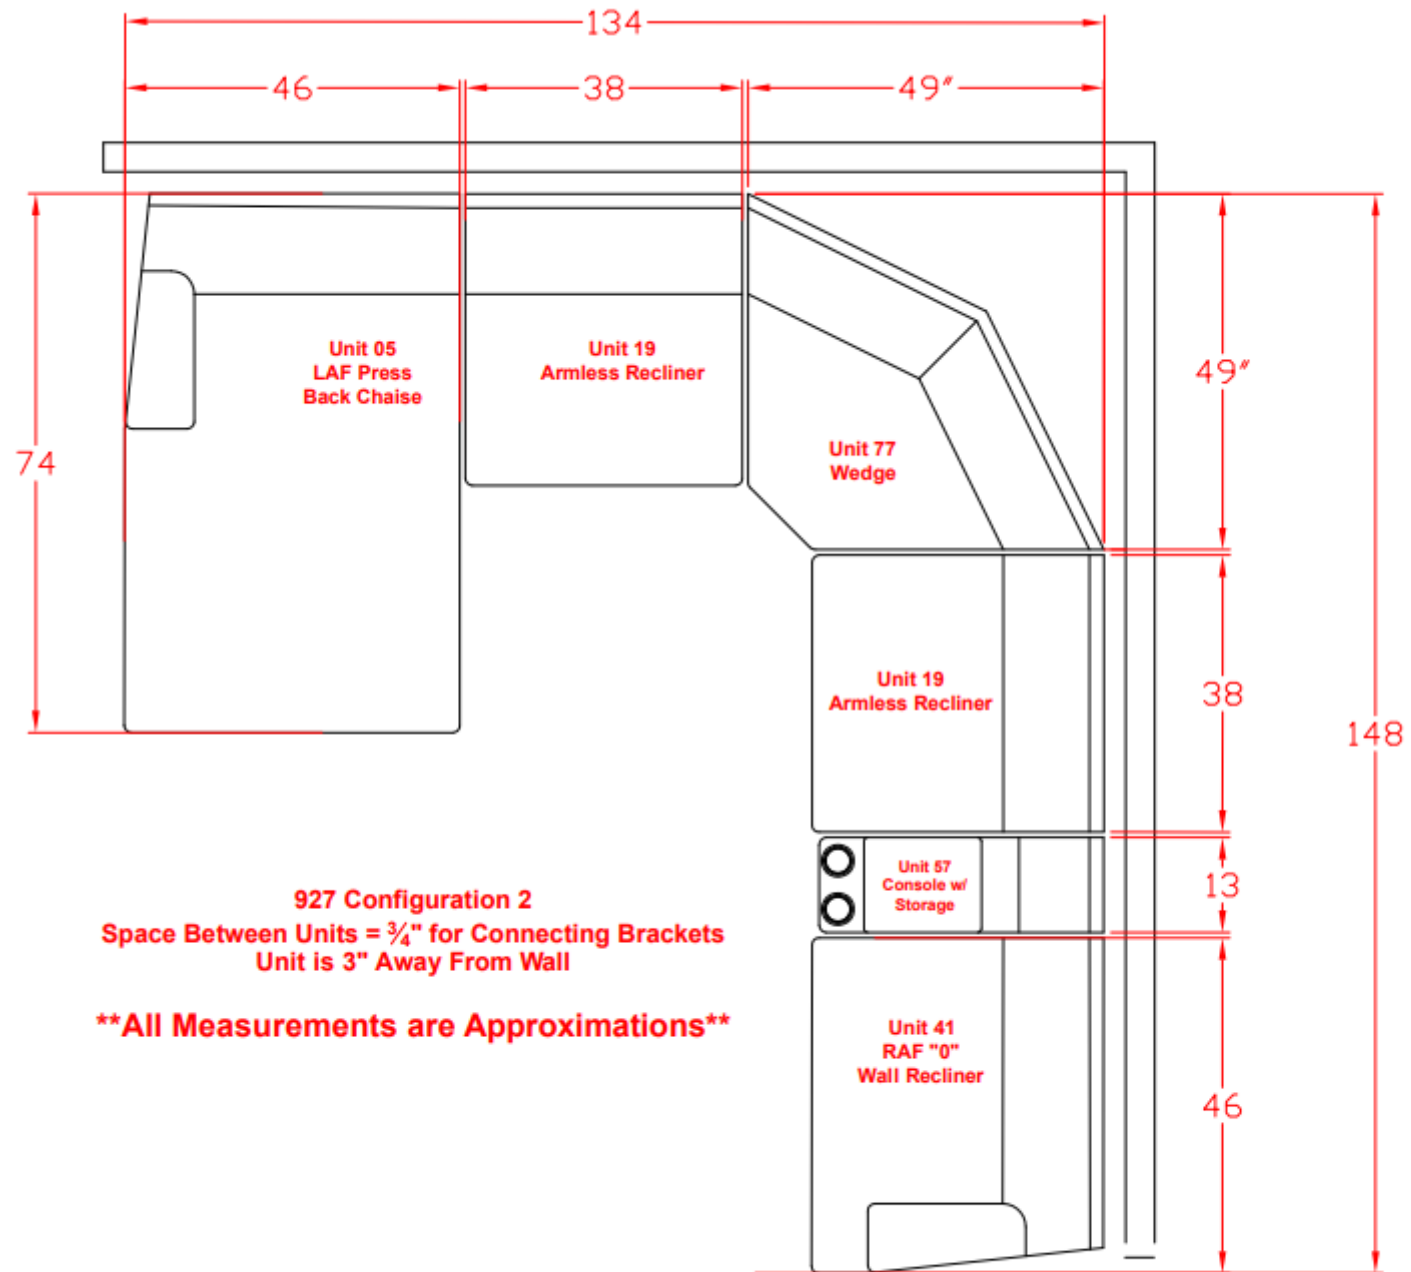 134
46
38
49"
Unit 05
LAF Press
Back Chaise
Unit 19
Armless Recliner
49"
Unit 77
Wedge
74
Unit 19
Armless Recliner
38
148
Unit 57
Console w/
Storage
13
927 Configuration 2
Space Between Units = ¾" for Connecting Brackets
Unit is 3" Away From Wall
**All Measurements are Approximations**
Unit 41
RAF "0"
Wall Recliner
46